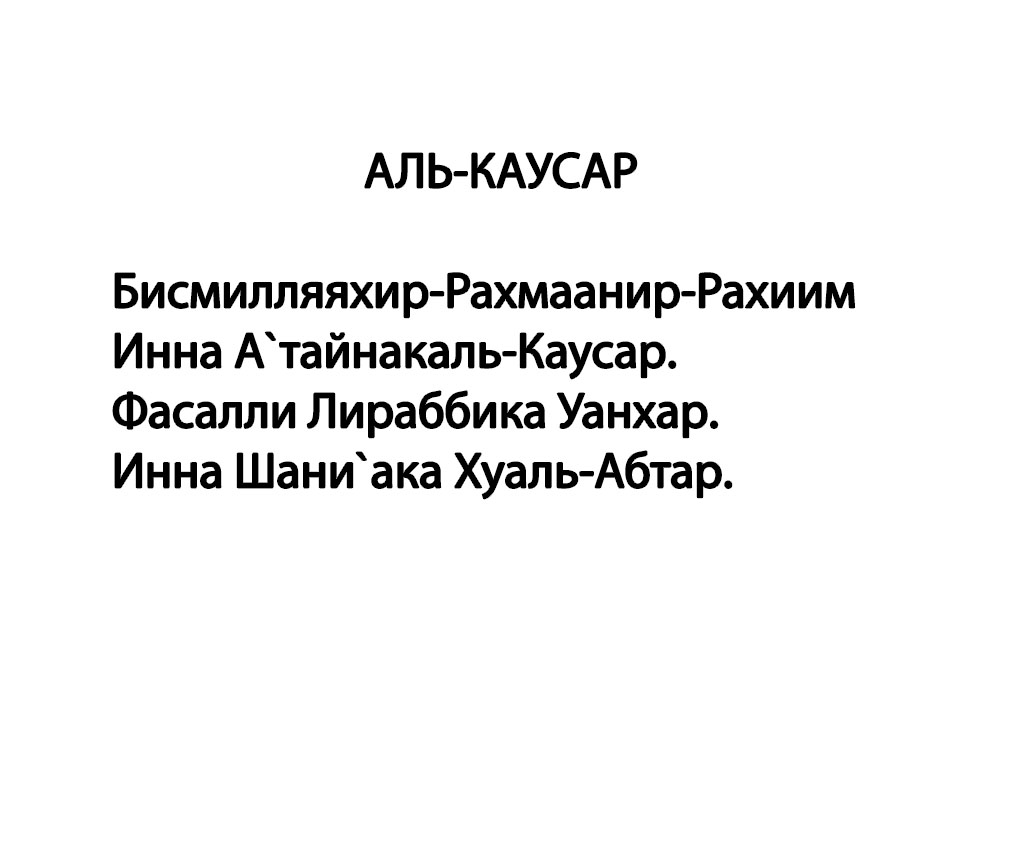 АЛЬ-КАУСАР
Бисмилляяхир-Рахмаанир-Рахиим
Инна А`тайнакаль-Каусар.
Фасалли Лираббика Уанхар.
Инна Шани`ака Хуаль-Абтар.